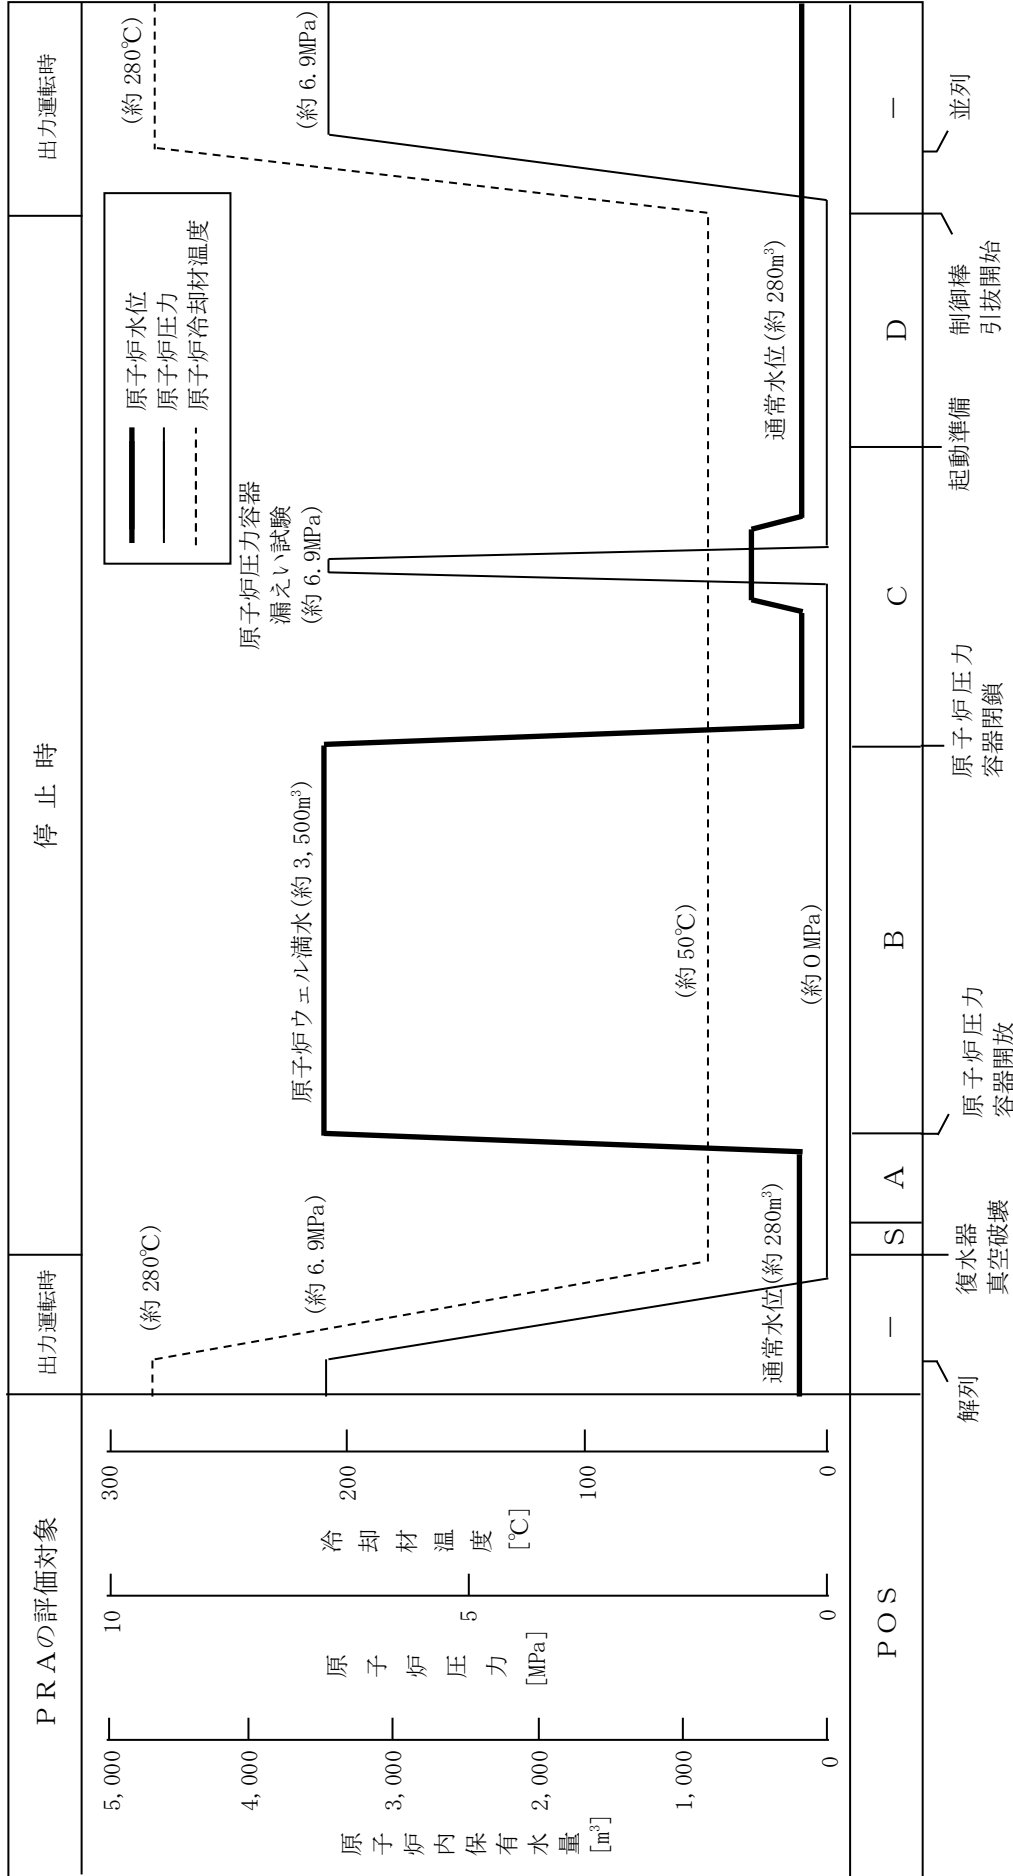 ＰＲＡの評価対象
出力運転時
停 止 時
出力運転時
原子炉内保有水量
[m³]
5,000
4,000
3,000
2,000
1,000
0
原子炉圧力
[MPa]
10
5
0
冷却材温度
[℃]
300
200
100
0
(約 280℃)
(約 6.9MPa)
通常水位(約 280m³)
原子炉ウェル満水(約 3,500m³)
(約 50℃)
(約０MPa)
原子炉圧力容器
漏えい試験
(約 6.9MPa)
原子炉水位
原子炉圧力
原子炉冷却材温度
通常水位(約 280m³)
(約 280℃)
(約 6.9MPa)
ＰＯＳ
－
Ｓ
Ａ
Ｂ
Ｃ
Ｄ
－
解列
復水器
真空破壊
原子炉圧力
容器開放
原子炉圧力
容器閉鎖
起動準備
制御棒
引抜開始
並列